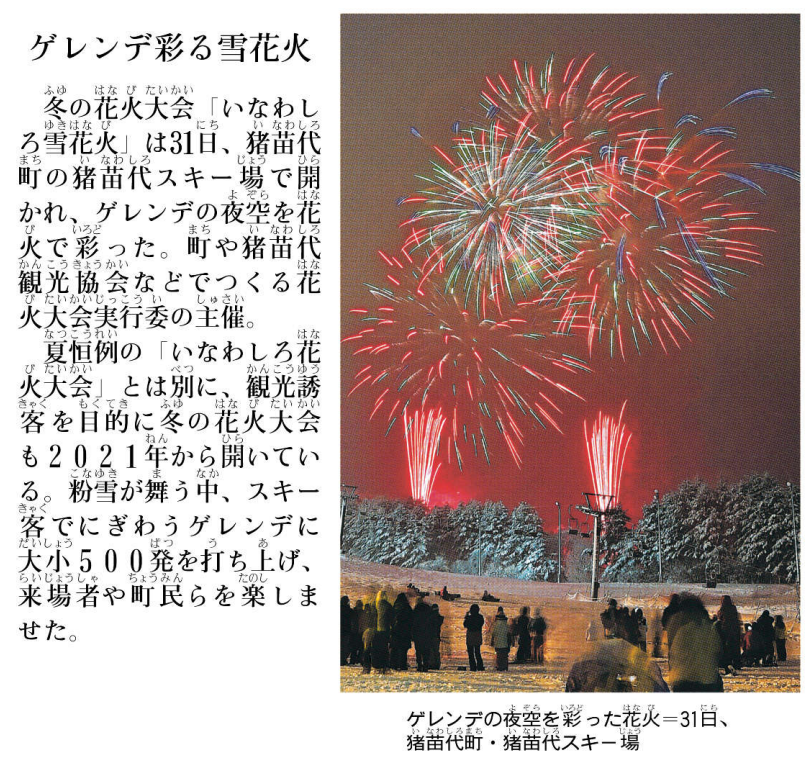 ゲレンデ彩る雪花火
冬の花火大会「いなわし
ろ雪花火」は31日、猪苗代
町の猪苗代スキー場で開
かれ、ゲレンデの夜空を花
火で彩った。町や猪苗代
観光協会などでつくる花
火大会実行委の主催。
夏恒例の「いなわしろ花
火大会」とは別に、観光誘
客を目的に冬の花火大会
も2021年から開いてい
る。粉雪が舞う中、スキー
客でにぎわうゲレンデに
大小500発を打ち上げ、
来場者や町民らを楽しま
せた。
ゲレンデの夜空を彩った花火=31日、
猪苗代町・猪苗代スキー場